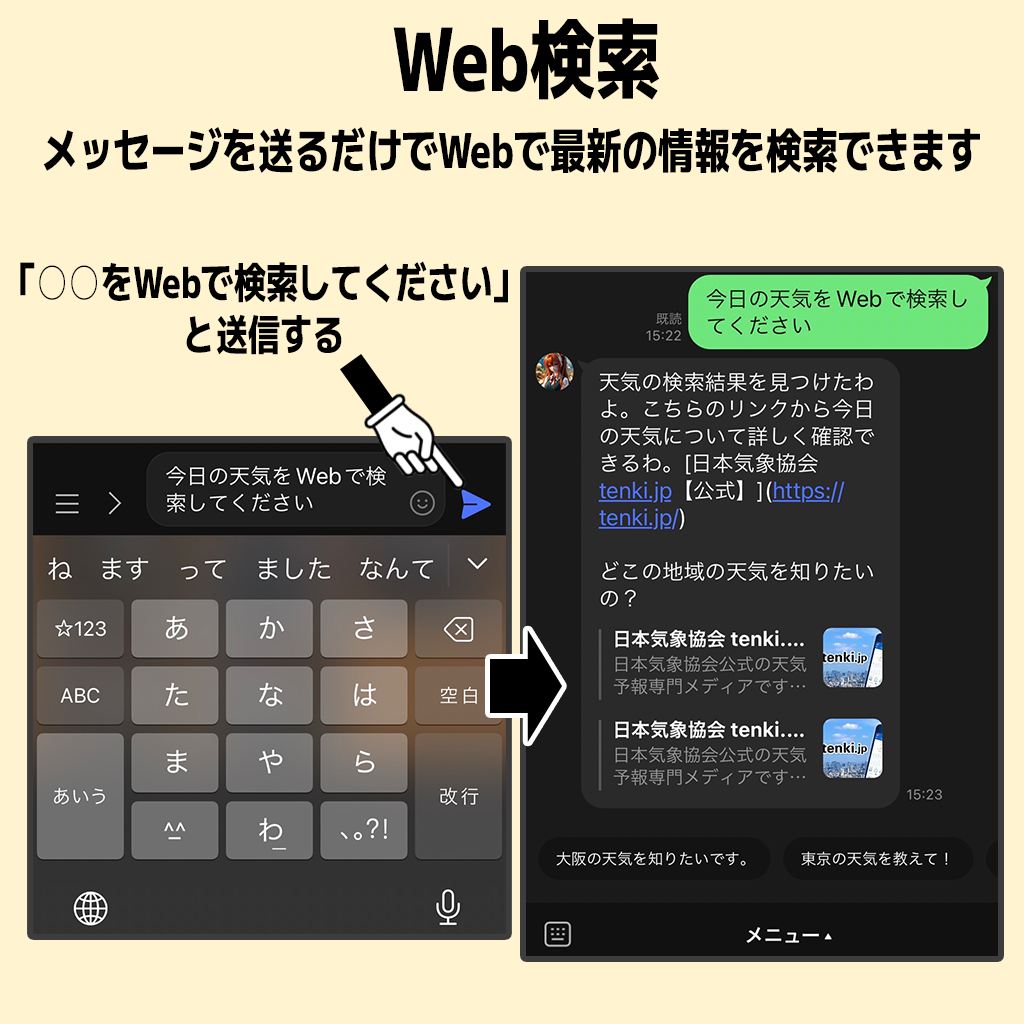 Web検索
メッセージを送るだけでWebで最新の情報を検索できます
「○○をWebで検索してください」
と送信する
今日の天気をWebで検
索してください
ね ます って ました なんて
☆123 あ か さ
ABC た な は 空白
ま や ら
あいう 改行
^^ わ_ 、。?!
今日の天気をWebで検索し
てください
既読
15:22
天気の検索結果を見つけたわ
よ。こちらのリンクから今日
の天気について詳しく確認で
きるわ。[日本気象協会
tenki.jp【公式】](https://
tenki.jp/)
どこの地域の天気を知りたい
の？
日本気象協会 tenki....
日本気象協会公式の天気
予報専門メディアです…
tenki.jp
日本気象協会 tenki....
日本気象協会公式の天気
予報専門メディアです…
tenki.jp
15:23
大阪の天気を知りたいです。
東京の天気を教えて！
メニュー▲